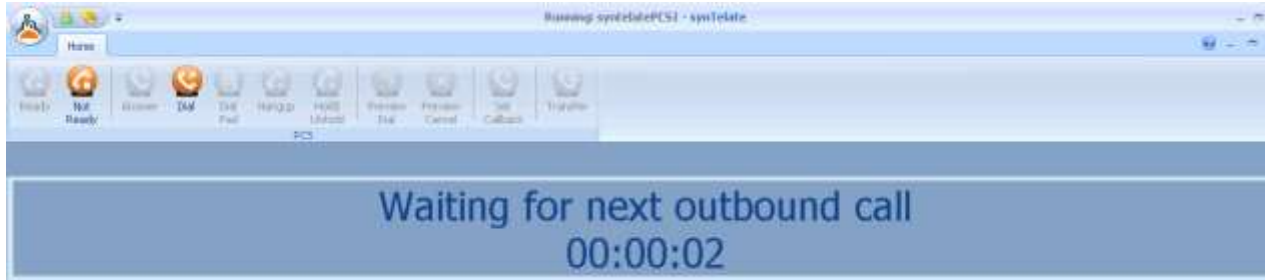 Running: syntelatePCS1 - synTelate
Home
Ready
Not
Ready
Answer
Dial
Dial
Pad
Hangup
Hold/
Unhold
Preview
Dial
Preview
Cancel
Set
Callback
Transfer
PCS
Waiting for next outbound call
00:00:02